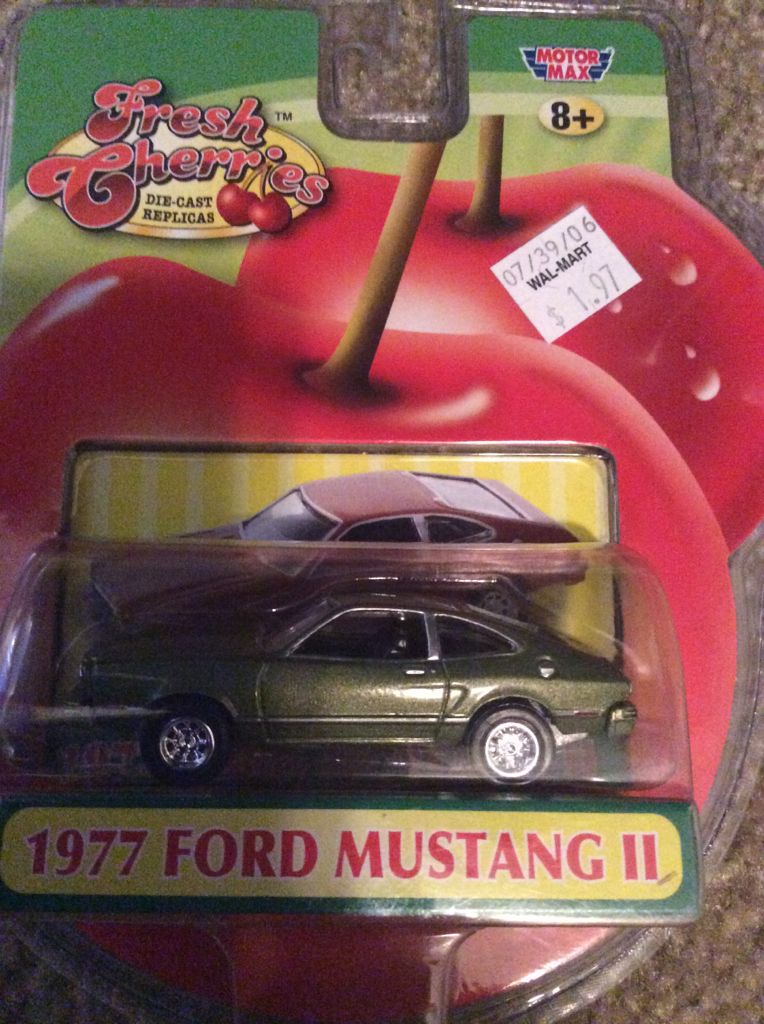 MOTOR
MAX
8+
Fresh
Cherries
TM
DIE-CAST
REPLICAS
07/39/06
WAL-MART
$1.97
1977 FORD MUSTANG II